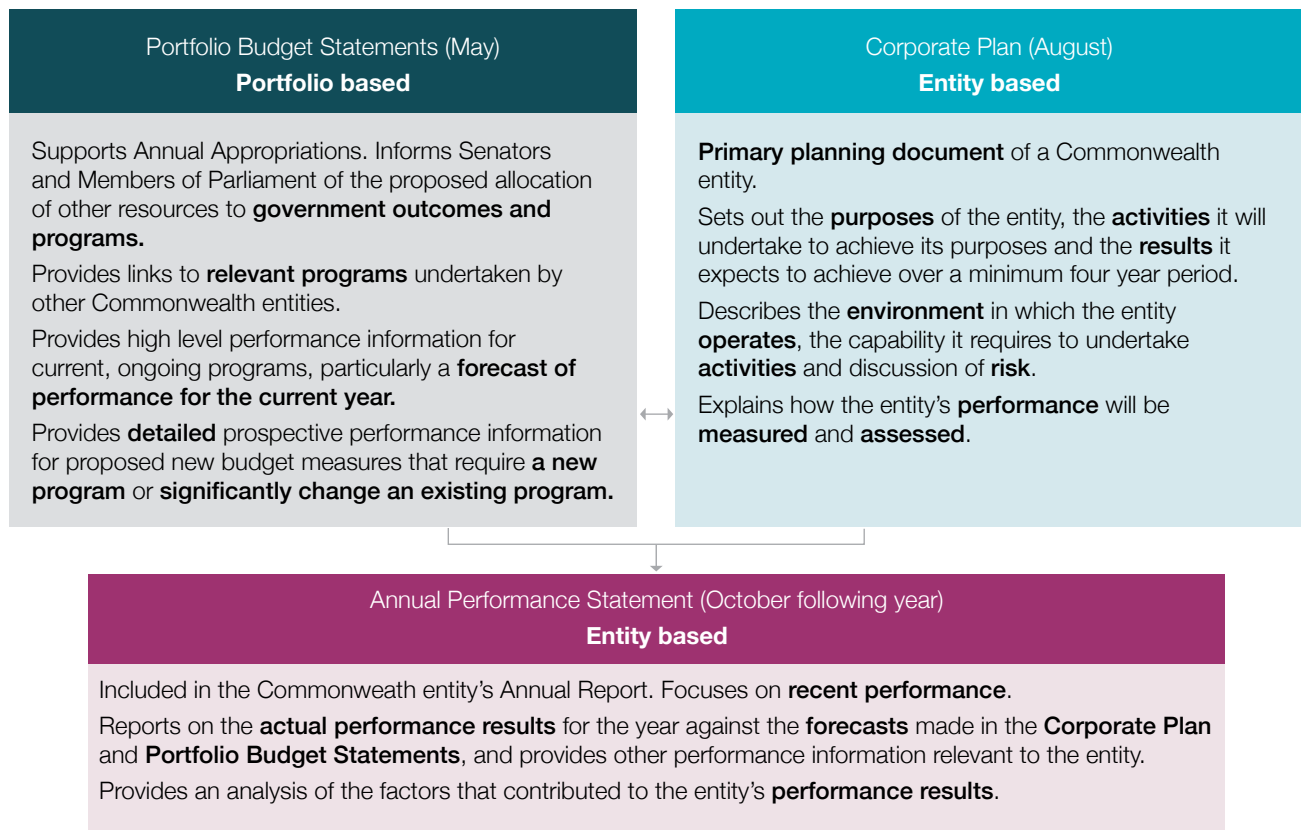 Portfolio Budget Statements (May)
Portfolio based
Supports Annual Appropriations. Informs Senators
and Members of Parliament of the proposed allocation
of other resources to government outcomes and
programs.
Provides links to relevant programs undertaken by
other Commonwealth entities.
Provides high level performance information for
current, ongoing programs, particularly a forecast of
performance for the current year.
Provides detailed prospective performance information
for proposed new budget measures that require a new
program or significantly change an existing program.
Corporate Plan (August)
Entity based
Primary planning document of a Commonwealth
entity.
Sets out the purposes of the entity, the activities it will
undertake to achieve its purposes and the results it
expects to achieve over a minimum four year period.
Describes the environment in which the entity
operates, the capability it requires to undertake
activities and discussion of risk.
Explains how the entity’s performance will be
measured and assessed.
Annual Performance Statement (October following year)
Entity based
Included in the Commonweath entity’s Annual Report. Focuses on recent performance.
Reports on the actual performance results for the year against the forecasts made in the Corporate Plan
and Portfolio Budget Statements, and provides other performance information relevant to the entity.
Provides an analysis of the factors that contributed to the entity’s performance results.